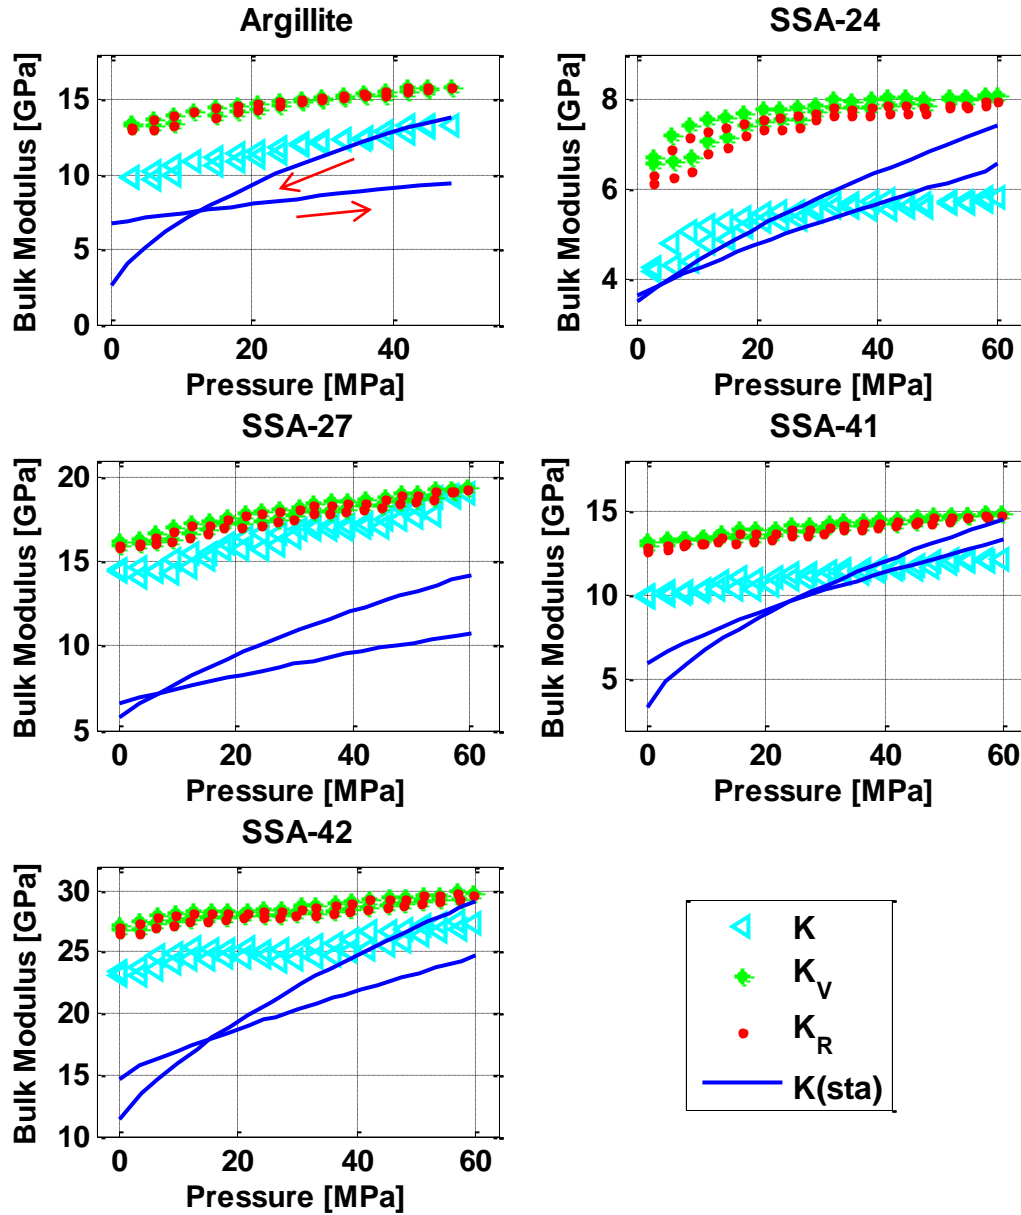 Argillite
Bulk Modulus [GPa]
15
10
5
0
0 20 40
Pressure [MPa]
SSA-24
Bulk Modulus [GPa]
8
6
4
0 20 40 60
Pressure [MPa]
SSA-27
Bulk Modulus [GPa]
20
15
10
5
0 20 40 60
Pressure [MPa]
SSA-41
Bulk Modulus [GPa]
15
10
5
0 20 40 60
Pressure [MPa]
SSA-42
Bulk Modulus [GPa]
30
25
20
15
10
0 20 40 60
Pressure [MPa]
K
K_V
K_R
K(sta)